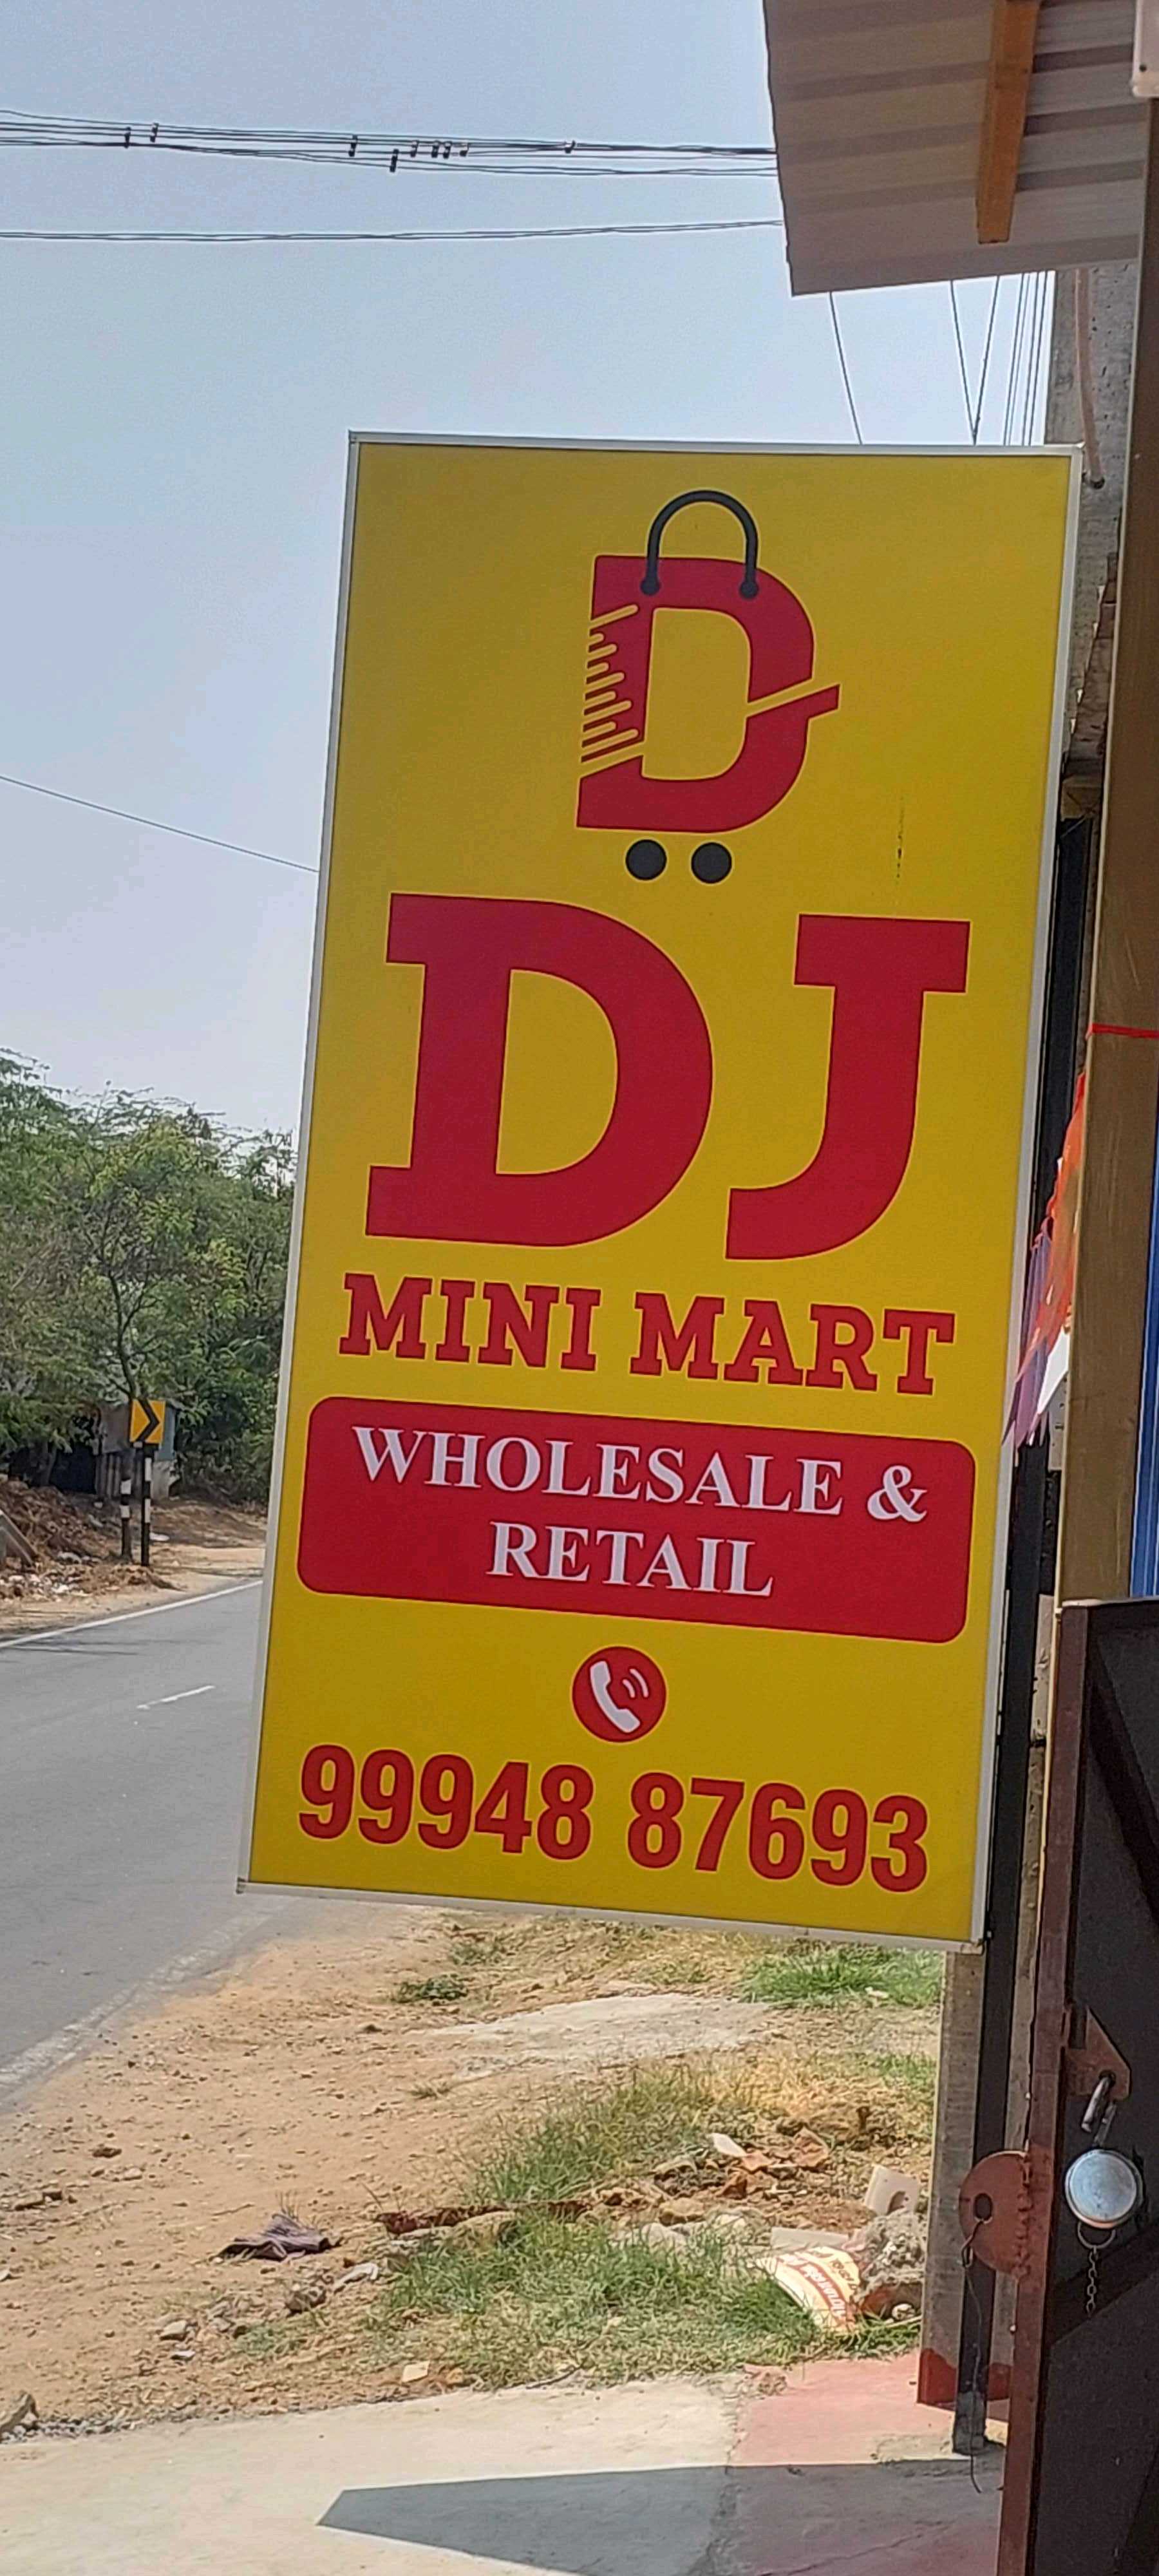 D
DJ
MINI MART
WHOLESALE &
RETAIL
99948 87693